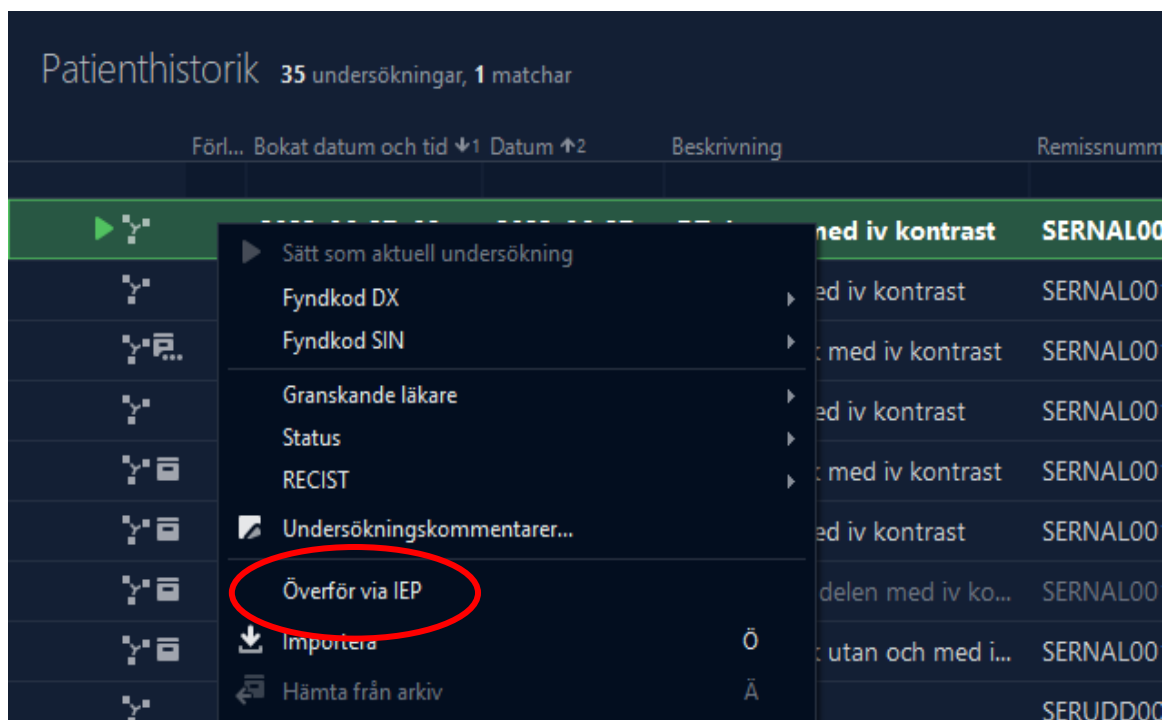 Patienthistorik 35 undersökningar, 1 matchar
Förl... Bokat datum och tid ↓1 Datum ↑2 Beskrivning Remissnumm
med iv kontrast SERNAL00
Sätt som aktuell undersökning
Fyndkod DX ed iv kontrast SERNAL00
Fyndkod SIN med iv kontrast SERNAL00
Granskande läkare ed iv kontrast SERNAL00
Status
RECIST med iv kontrast SERNAL00
Undersökningskommentarer... ed iv kontrast SERNAL00
Överför via IEP delen med iv ko... SERNAL00
Importera Ö utan och med i... SERNAL00
Hämta från arkiv Ä
SERUDD00